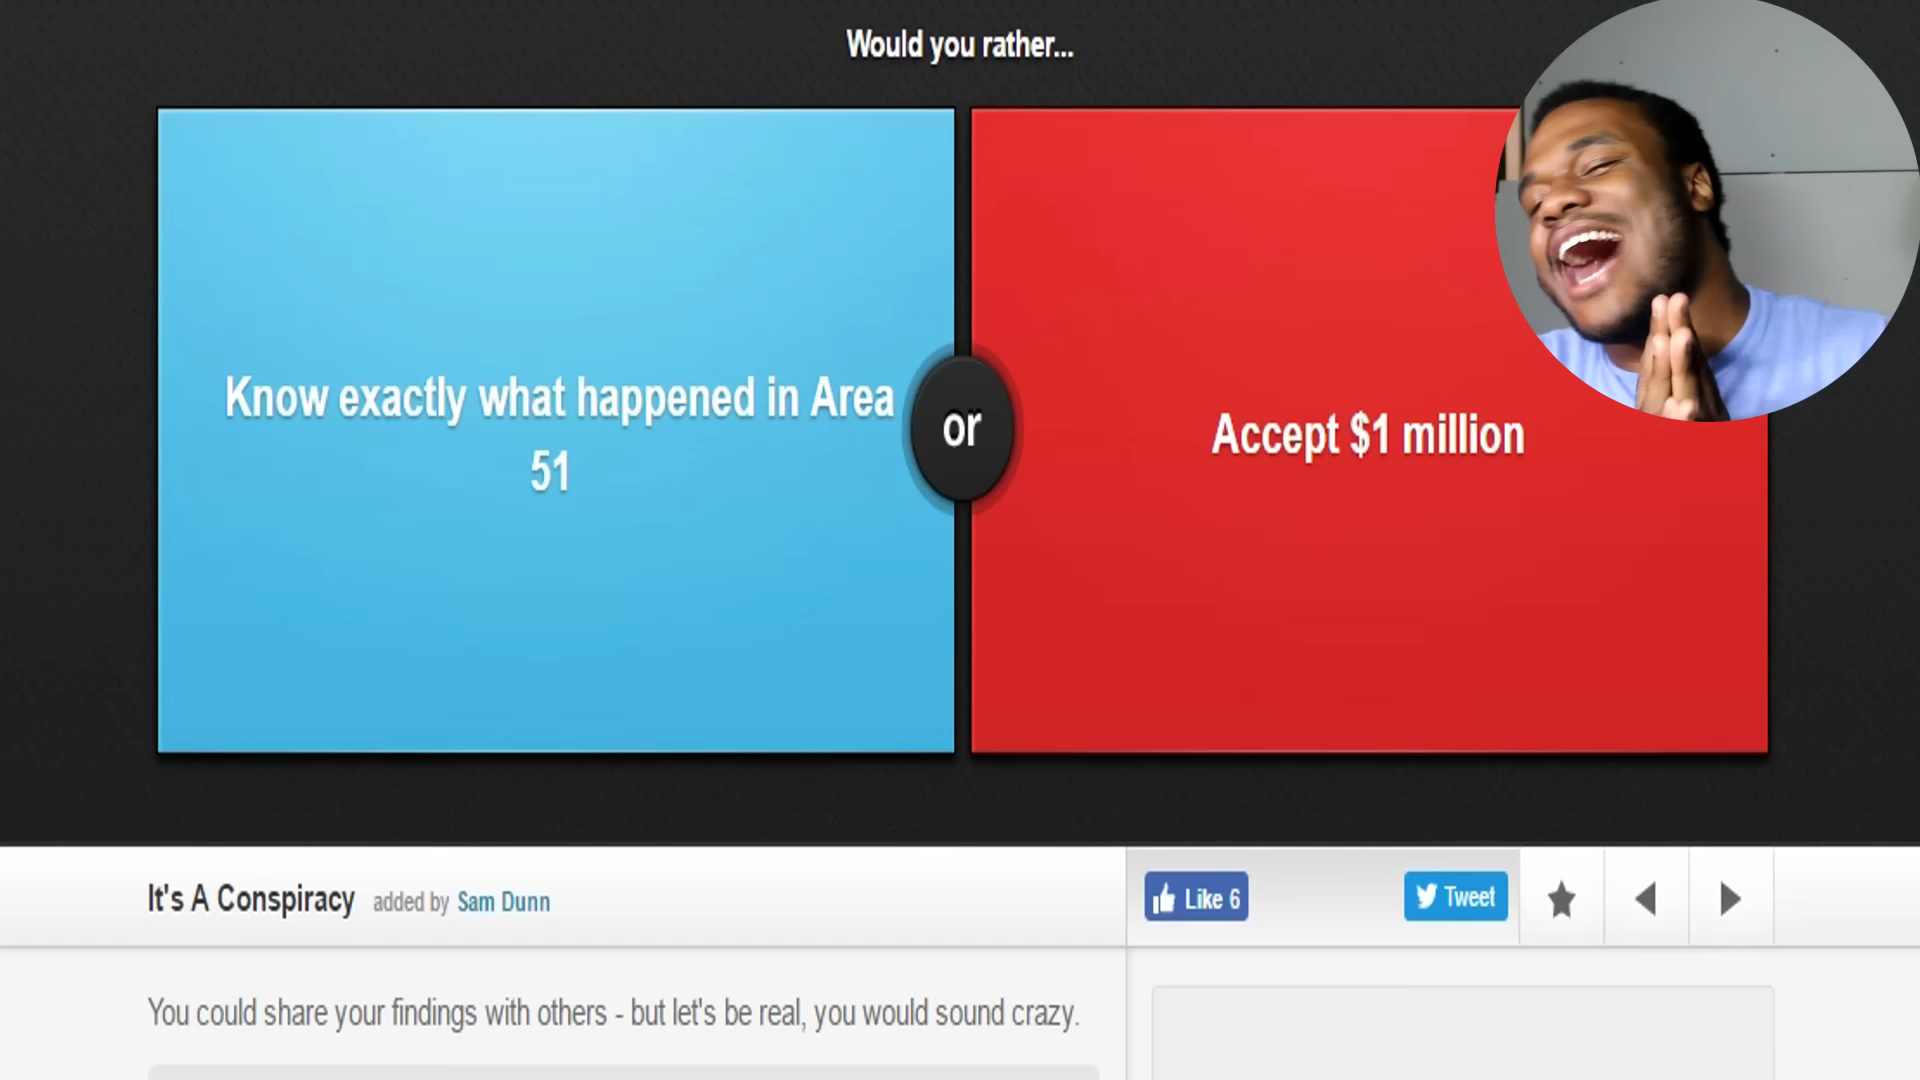 Would you rather...
Know exactly what happened in Area
51
or
Accept $1 million
It's A Conspiracy added by Sam Dunn
Like 6
Tweet
You could share your findings with others - but let's be real, you would sound crazy.